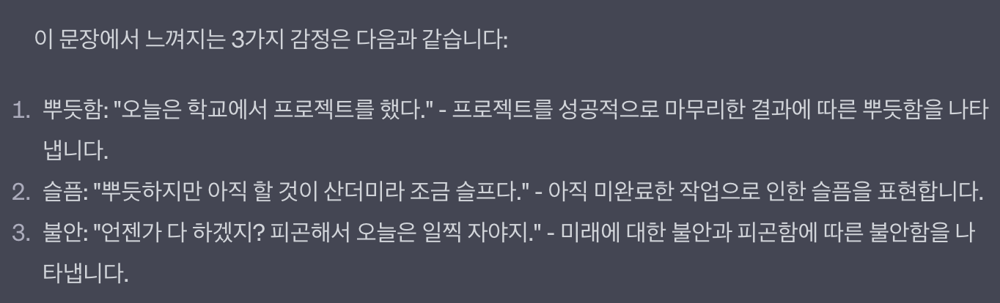 이 문장에서 느껴지는 3가지 감정은 다음과 같습니다:
1. 뿌듯함: "오늘은 학교에서 프로젝트를 했다." - 프로젝트를 성공적으로 마무리한 결과에 따른 뿌듯함을 나타
냅니다.
2. 슬픔: "뿌듯하지만 아직 할 것이 산더미라 조금 슬프다." - 아직 미완료한 작업으로 인한 슬픔을 표현합니다.
3. 불안: "언젠가 다 하겠지? 피곤해서 오늘은 일찍 자야지." - 미래에 대한 불안과 피곤함에 따른 불안함을 나
타냅니다.